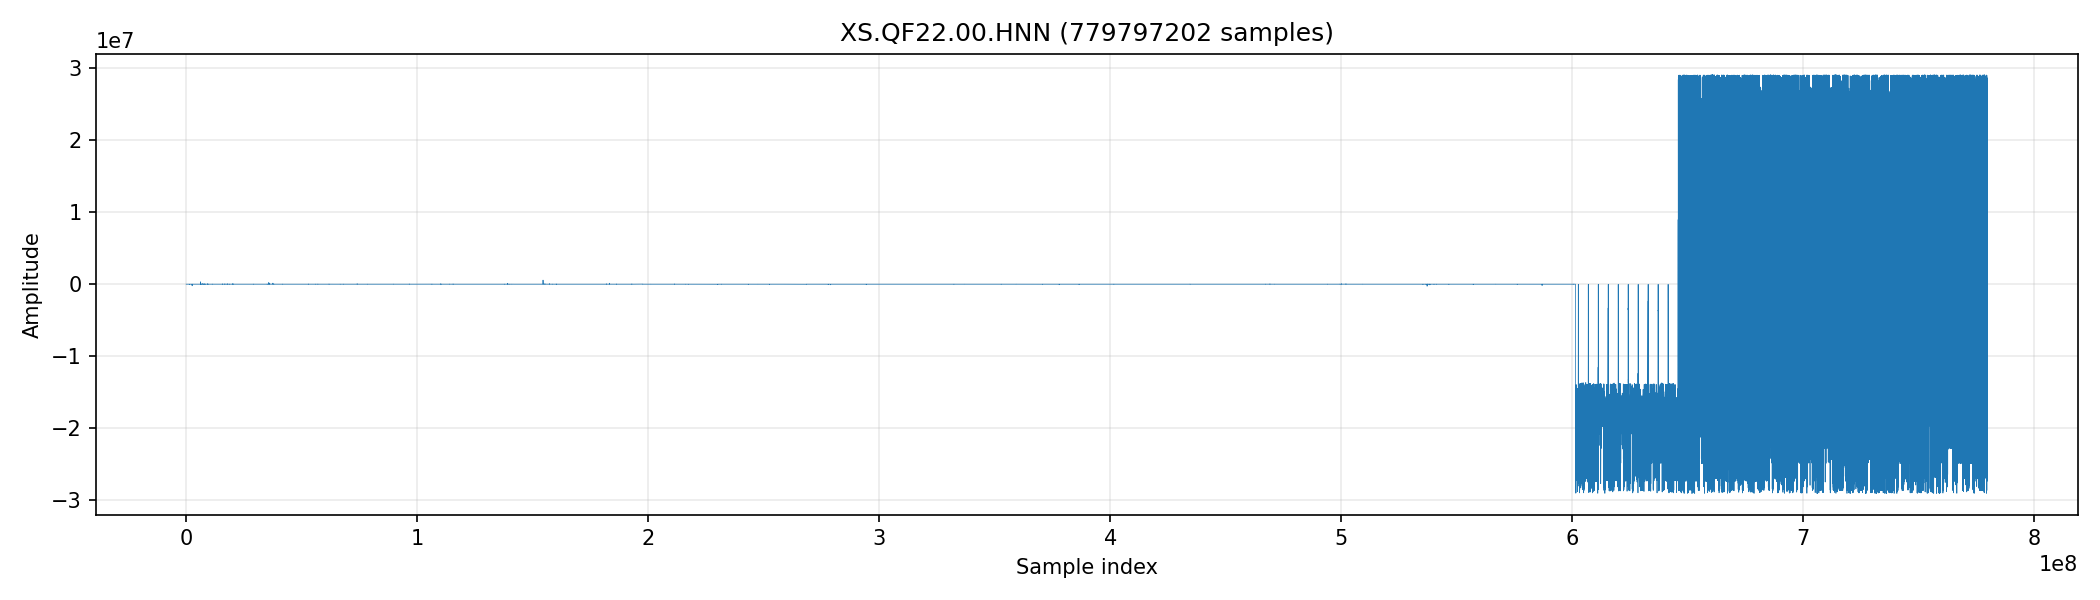 XS.QF22.00.HNN (779797202 samples)
1e7
3
2
1
0
−1
−2
−3
Amplitude
0 1 2 3 4 5 6 7 8
1e8
Sample index